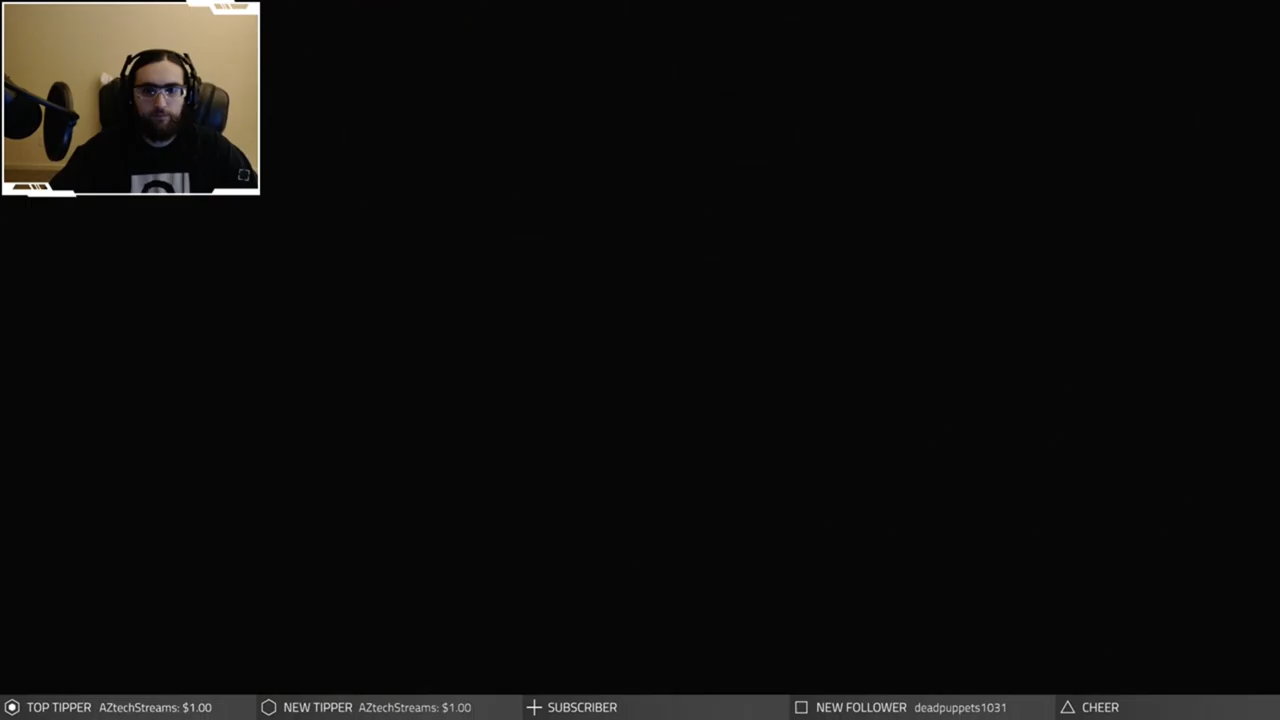 TOP TIPPER AZtechStreams: $1.00 NEW TIPPER AZtechStreams: $1.00 SUBSCRIBER NEW FOLLOWER deadpuppets1031 CHEER